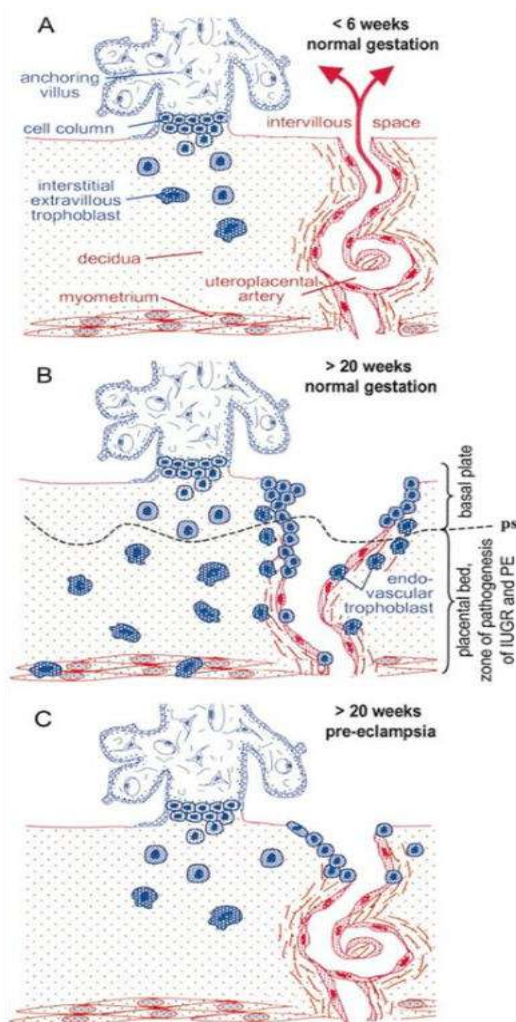 A
< 6 weeks
normal gestation
anchoring
villus
cell column
intervillous space
interstitial
extravillous
trophoblast
decidua
uteroplacental
artery
myometrium
B
> 20 weeks
normal gestation
basal plate
ps
endo-
vascular
trophoblast
placental bed,
zone of pathogenesis
of IUGR and PE
C
> 20 weeks
pre-eclampsia